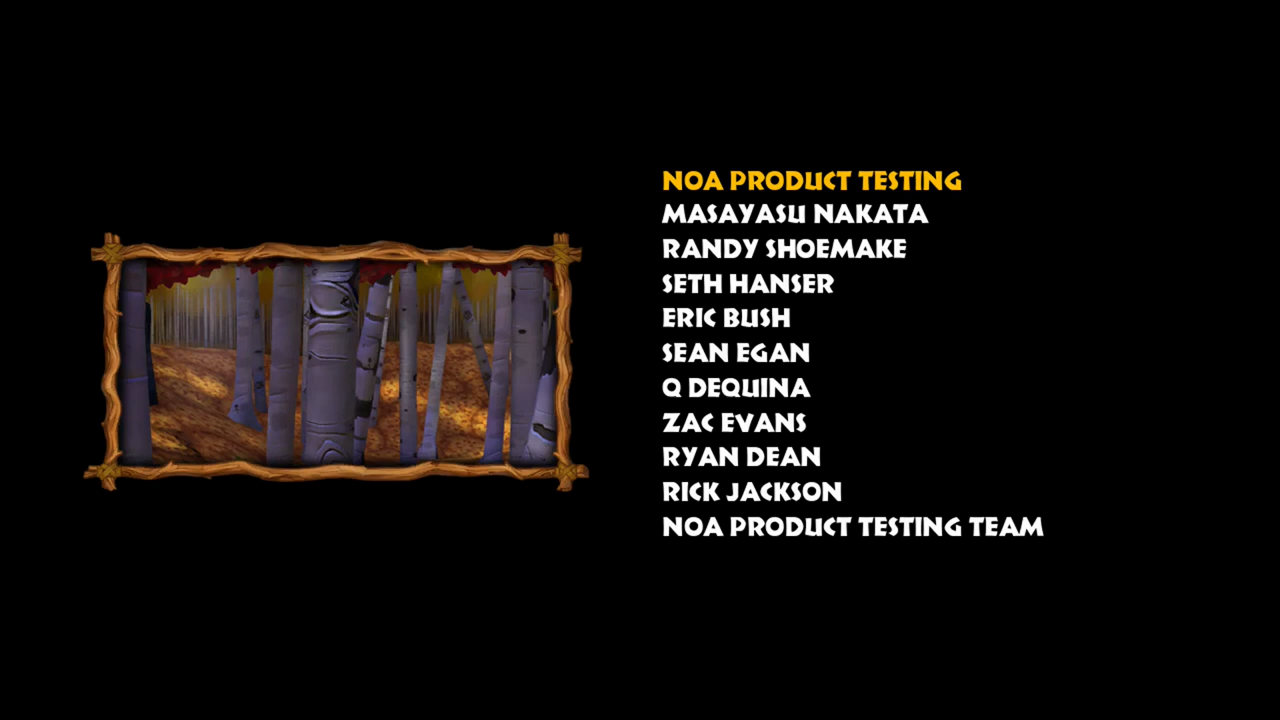 NOA PRODUCT TESTING
MASAYASU NAKATA
RANDY SHOEMAKE
SETH HANSER
ERIC BUSH
SEAN EGAN
Q DEQUINA
ZAC EVANS
RYAN DEAN
RICK JACKSON
NOA PRODUCT TESTING TEAM